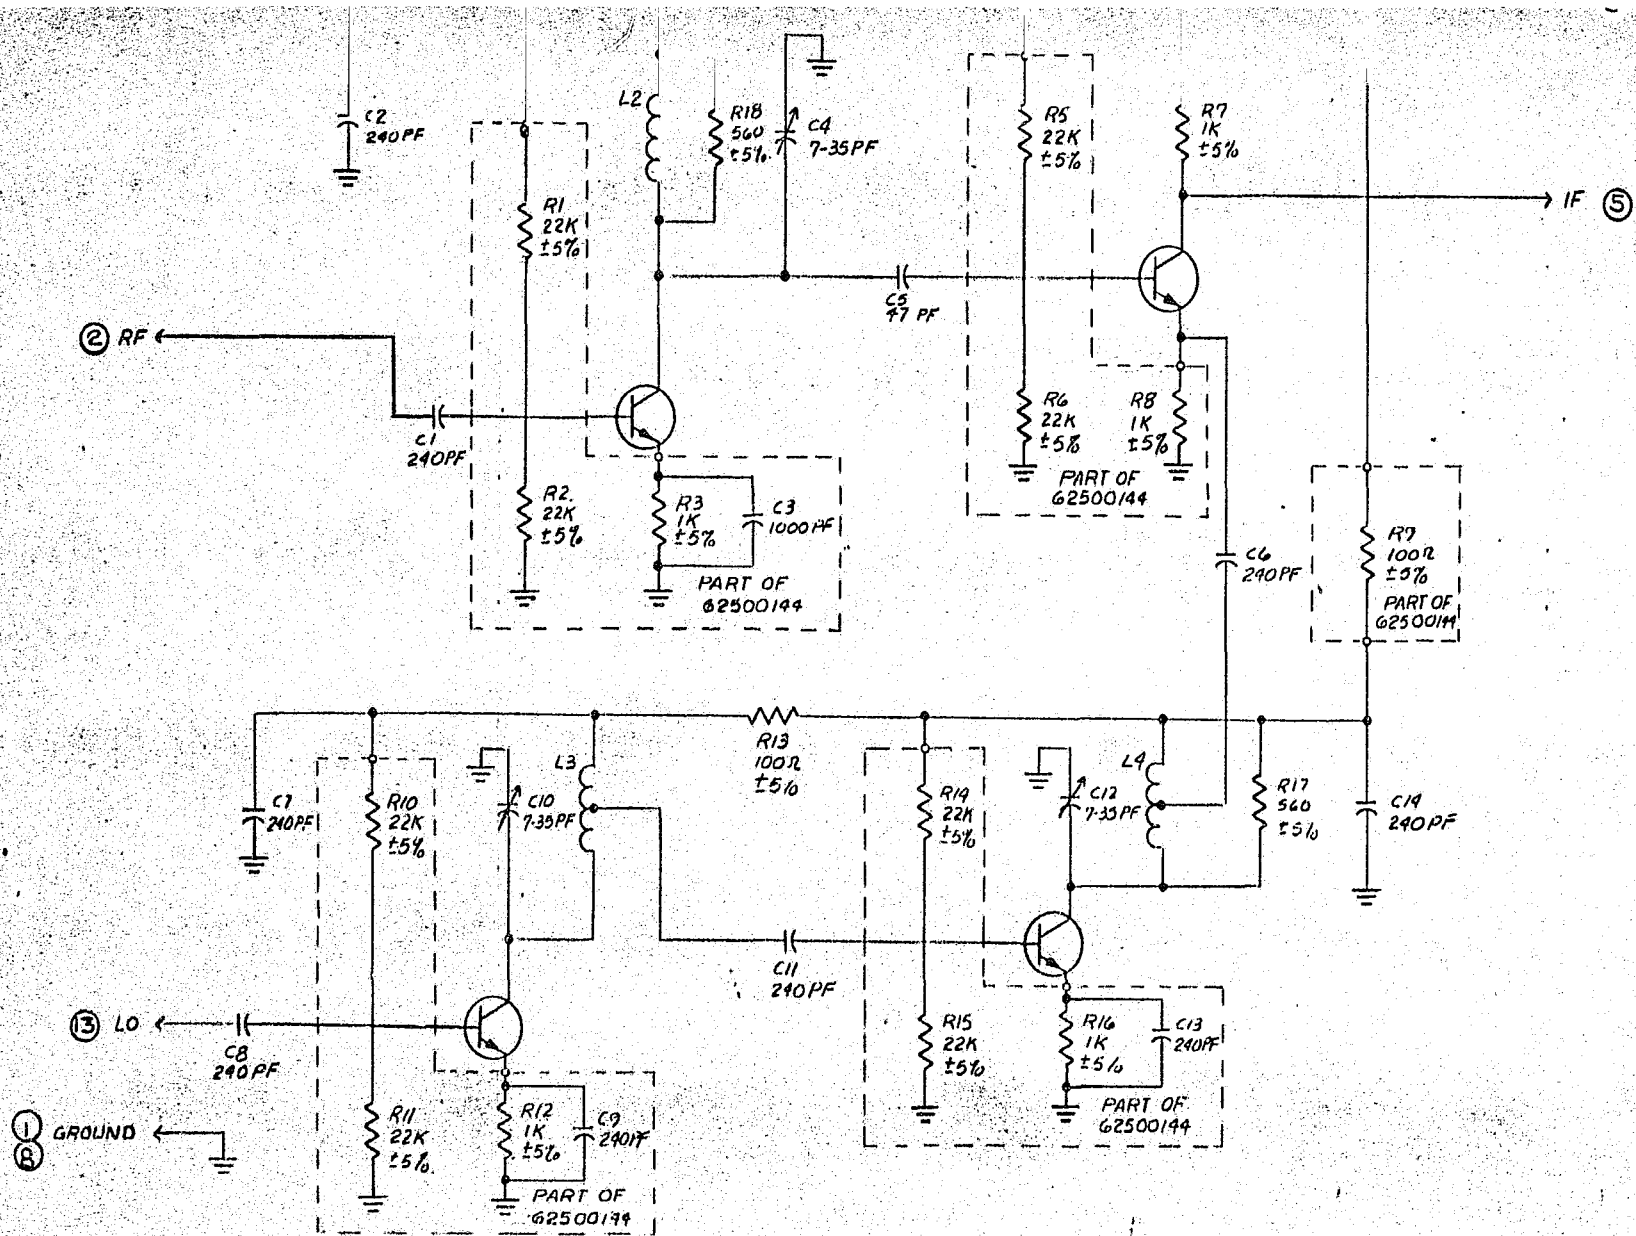 C2
240PF
L2
R18
560
±5%
C4
7-35PF
R5
22K
±5%
R7
1K
±5%
IF 5
R1
22K
±5%
C5
47 PF
2 RF
C1
240PF
R6
22K
±5%
R8
1K
±5%
PART OF
62500144
R2.
22K
±5%
R3
1K
±5%
C3
1000PF
PART OF
62500144
C6
240PF
R9
100Ω
±5%
PART OF
62500144
R13
100Ω
±5%
L3
L4
C7
240PF
R10
22K
±5%
C10
7-35PF
R14
22K
±5%
C12
7-35PF
R17
560
±5%
C14
240PF
C11
240PF
13 LO
C8
240PF
R15
22K
±5%
R16
1K
±5%
C13
240PF
PART OF
62500144
1 GROUND
8
R11
22K
±5%.
R12
1K
±5%
C9
240PF
PART OF
62500144